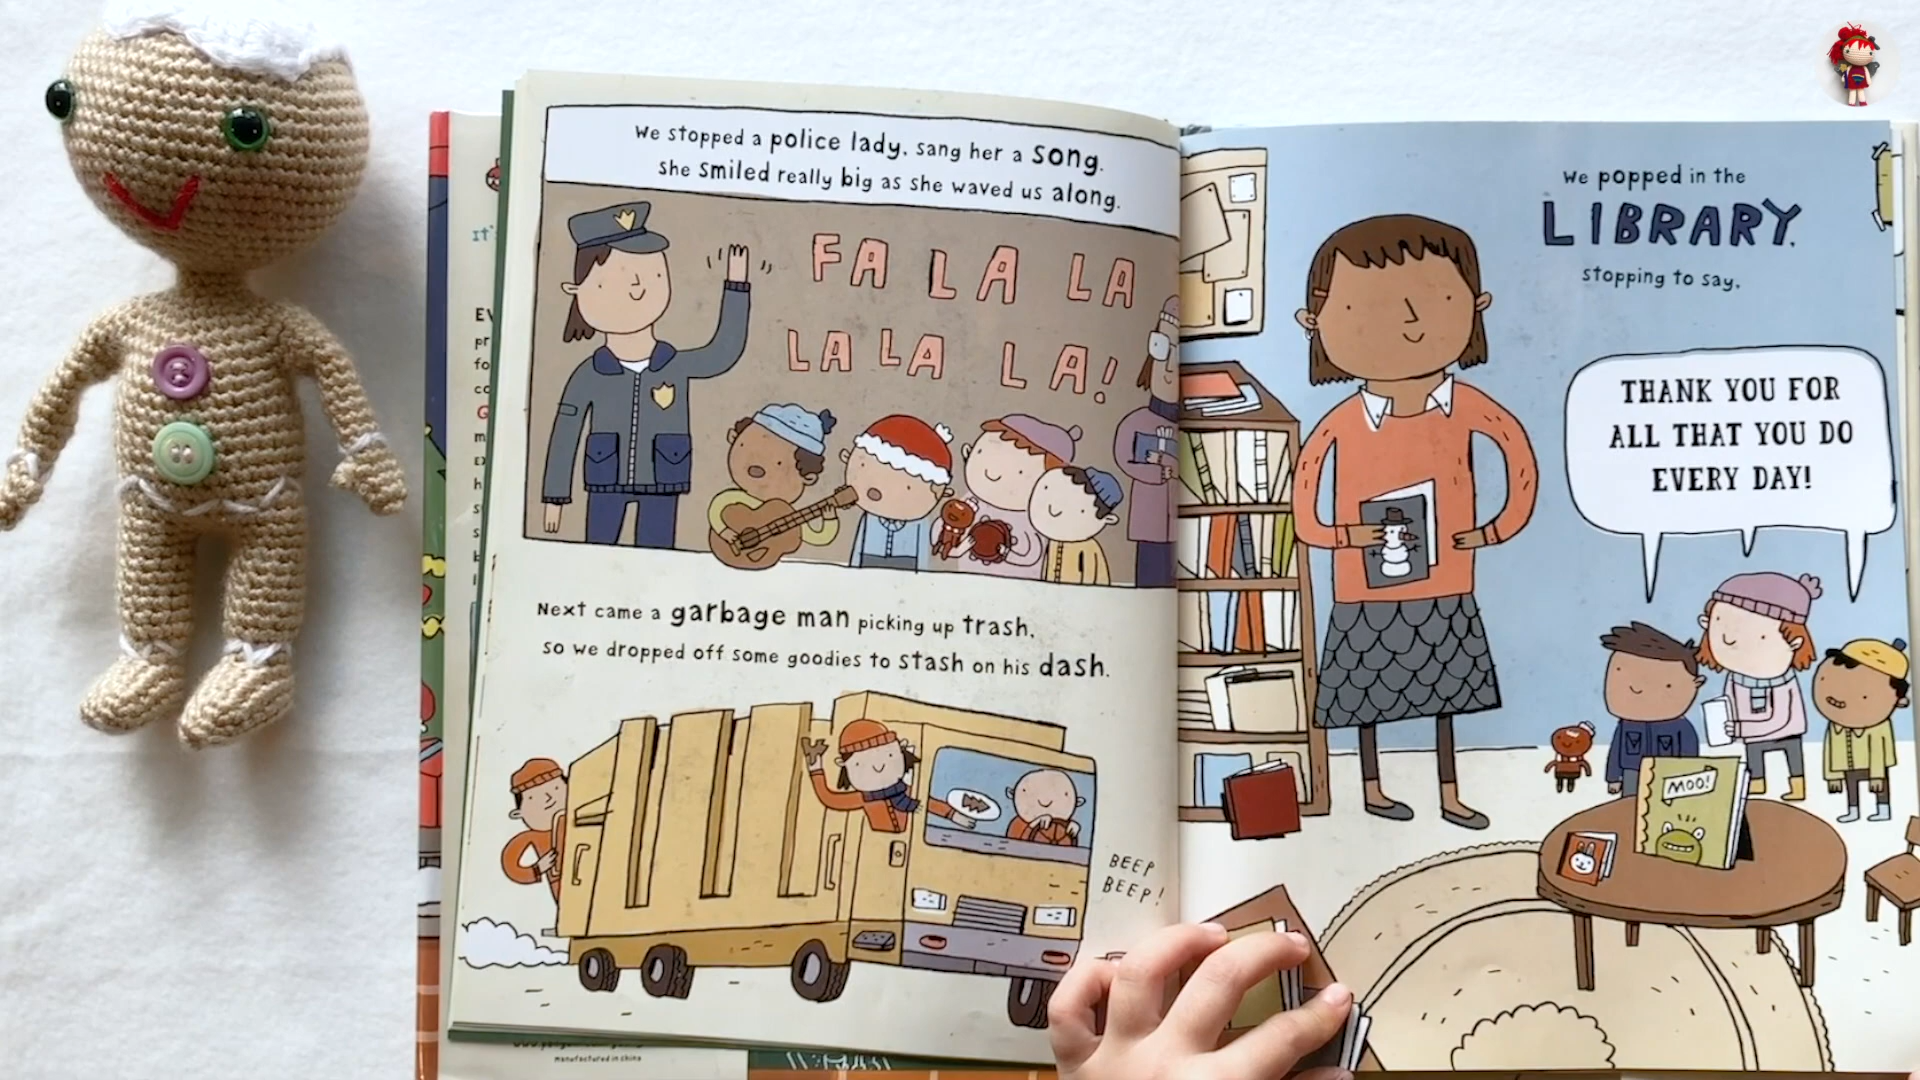 We stopped a police lady, sang her a song.
She smiled really big as she waved us along.
FA LA LA
LA LA LA!
Next came a garbage man picking up trash,
so we dropped off some goodies to stash on his dash.
BEEP
BEEP!
We popped in the
LIBRARY,
stopping to say,
THANK YOU FOR
ALL THAT YOU DO
EVERY DAY!
MOO!
manufactured in china